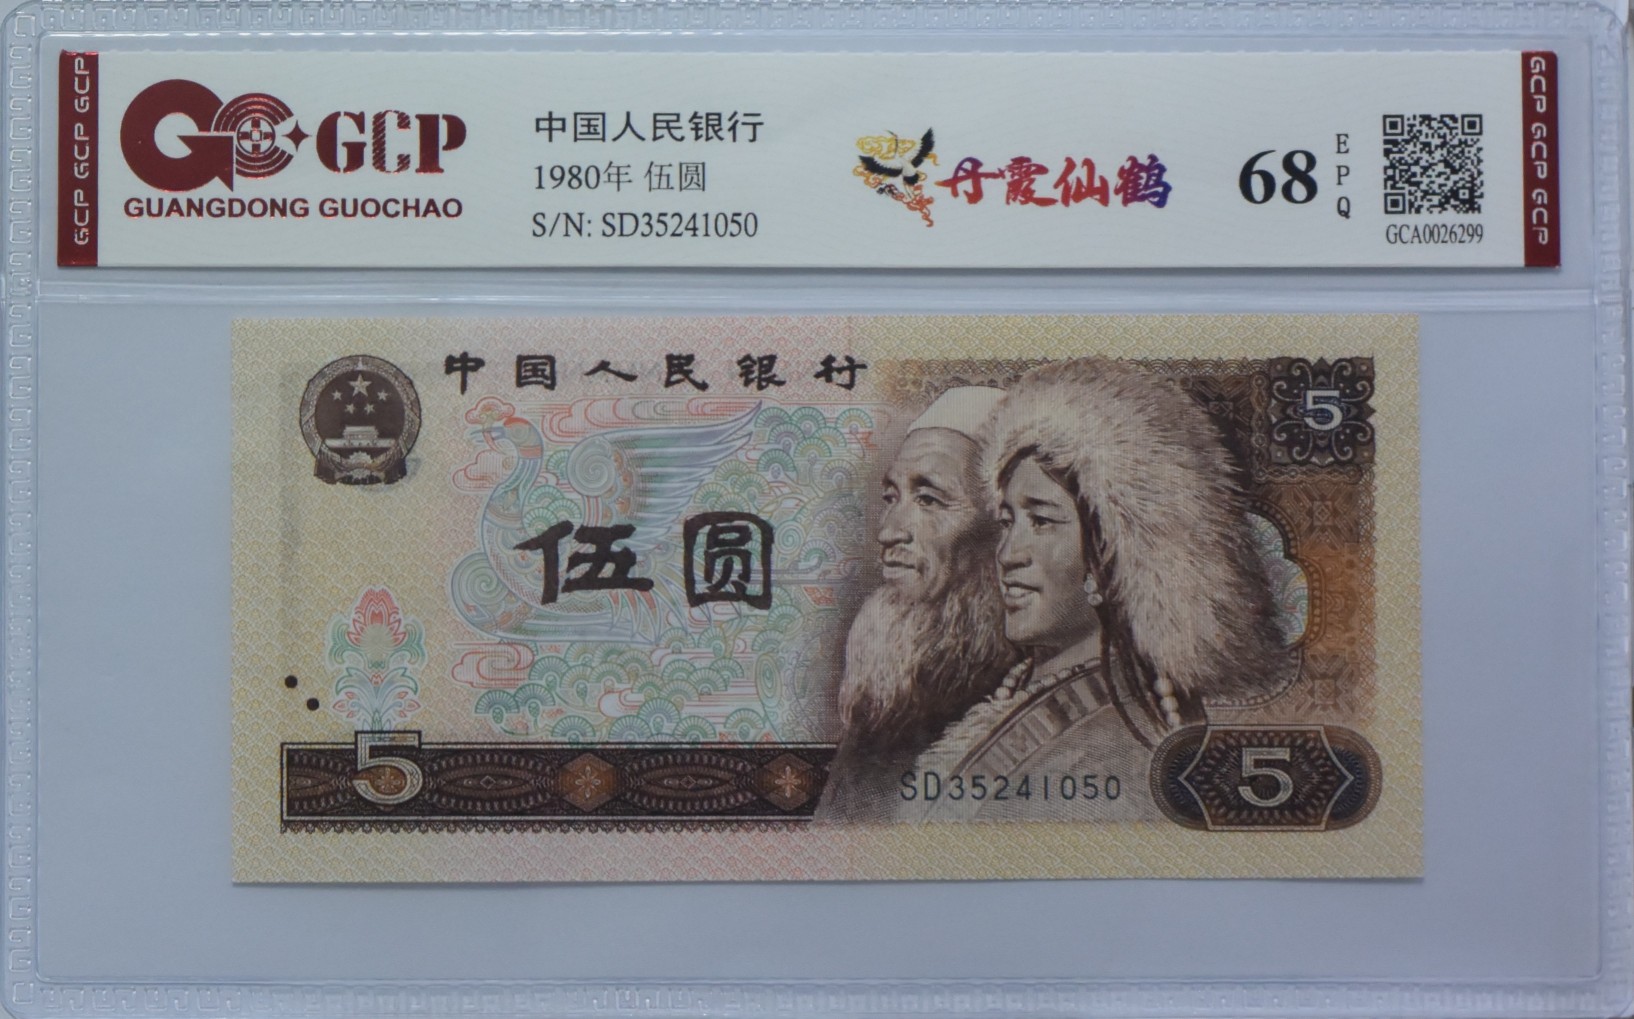 GCP GCP GCP
GCP
GUANGDONG GUOCHAO
中国人民银行
1980年 伍圆
S/N: SD35241050
丹霞仙鹤
68
EPQ
GCA0026299
GCP GCP GCP
中国人民银行
5
伍圆
5
SD35241050
5